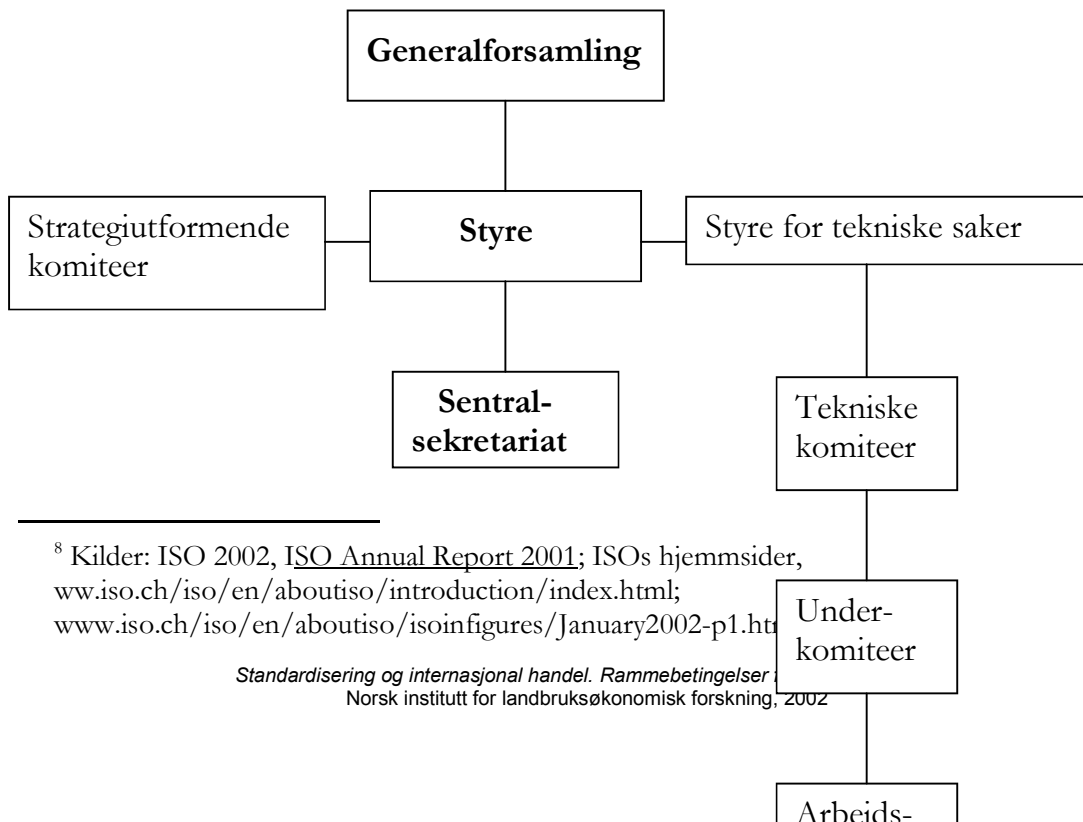 Generalforsamling
Strategiutformende
komiteer
Styre
Styre for tekniske saker
Sentral-
sekretariat
Tekniske
komiteer
8 Kilder: ISO 2002, ISO Annual Report 2001; ISOs hjemmsider,
ww.iso.ch/iso/en/aboutiso/introduction/index.html;
www.iso.ch/iso/en/aboutiso/isoinfigures/January2002-p1.htm
Under-
komiteer
Standardisering og internasjonal handel. Rammebetingelser
Norsk institutt for landbruksøkonomisk forskning, 2002
Arbeids-